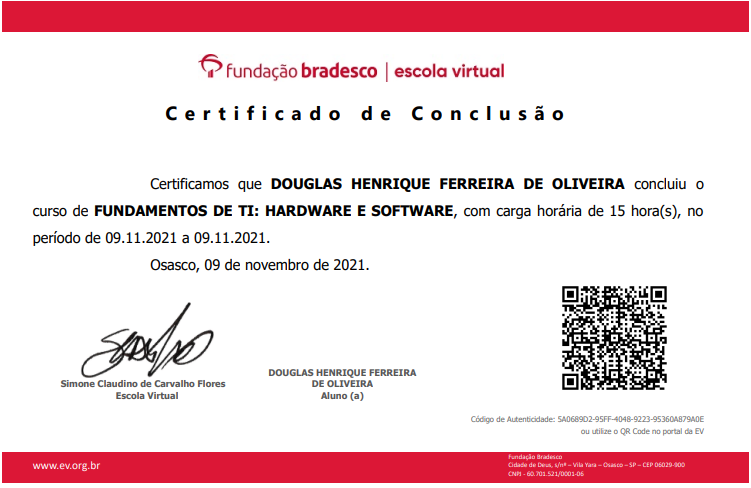 fundação bradesco | escola virtual
Certificado de Conclusão
Certificamos que DOUGLAS HENRIQUE FERREIRA DE OLIVEIRA concluiu o
curso de FUNDAMENTOS DE TI: HARDWARE E SOFTWARE, com carga horária de 15 hora(s), no
período de 09.11.2021 a 09.11.2021.
Osasco, 09 de novembro de 2021.
Simone Claudino de Carvalho Flores
Escola Virtual
DOUGLAS HENRIQUE FERREIRA
DE OLIVEIRA
Aluno (a)
Código de Autenticidade: 5A0689D2-95FF-4048-9223-95360A879A0E
ou utilize o QR Code no portal da EV
www.ev.org.br
Fundação Bradesco
Cidade de Deus, s/nº – Vila Yara – Osasco – SP – CEP 06029-900
CNPJ - 60.701.521/0001-06